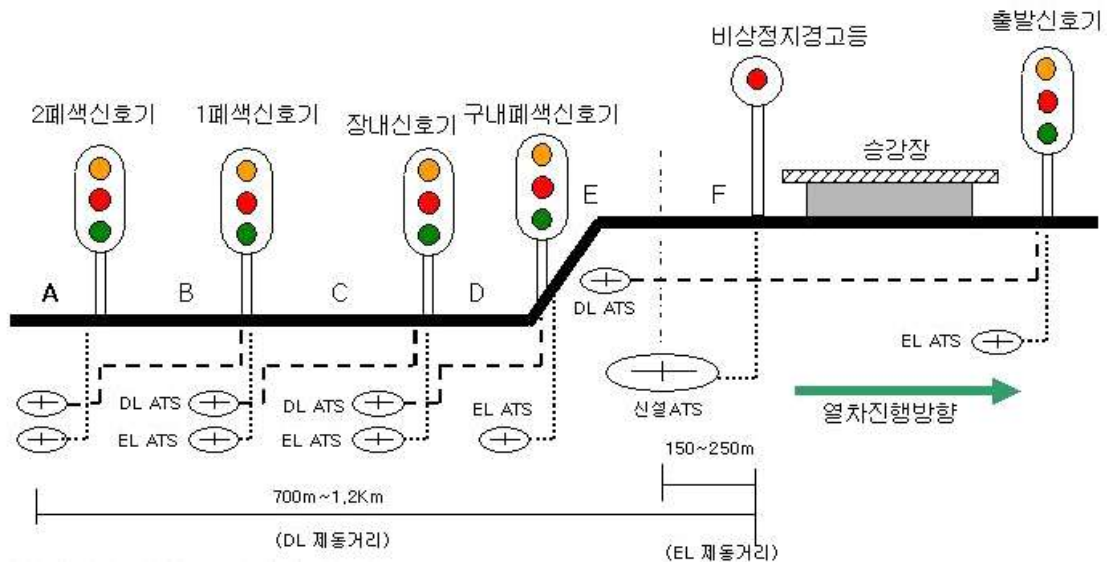 출발신호기
비상정지경고등
2폐색신호기
1폐색신호기
장내신호기
구내폐색신호기
승강장
A
B
C
D
E
F
DL ATS
EL ATS
DL ATS
EL ATS
DL ATS
EL ATS
EL ATS
신설ATS
열차진행방향
150~250m
700m~1,2Km
(DL 제동거리)
(EL 제동거리)